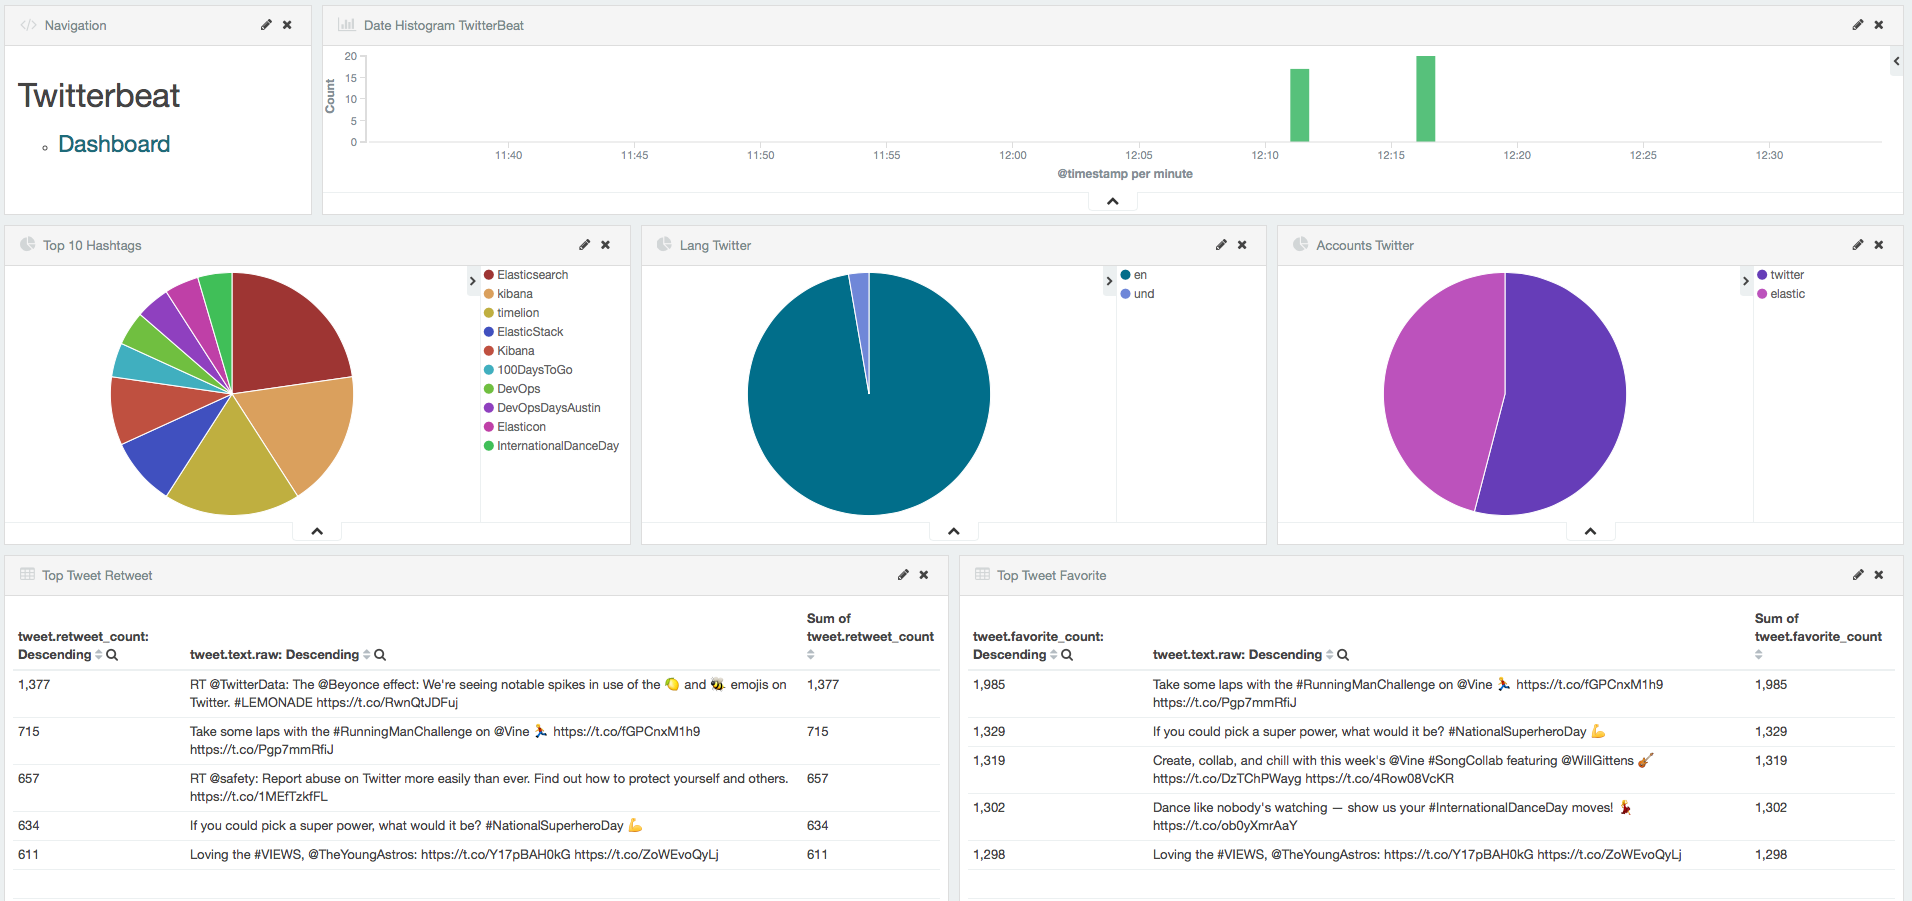 Navigation
Twitterbeat
Dashboard
Date Histogram TwitterBeat
Count
20
15
10
5
0
11:40 11:45 11:50 11:55 12:00 12:05 12:10 12:15 12:20 12:25 12:30
@timestamp per minute
Top 10 Hashtags
Elasticsearch
kibana
timelion
ElasticStack
Kibana
100DaysToGo
DevOps
DevOpsDaysAustin
Elasticon
InternationalDanceDay
Lang Twitter
en
und
Accounts Twitter
twitter
elastic
Top Tweet Retweet
tweet.retweet_count:
Descending
tweet.text.raw: Descending
Sum of
tweet.retweet_count
1,377
RT @TwitterData: The @Beyonce effect: We're seeing notable spikes in use of the 🍋 and 🐝 emojis on
Twitter. #LEMONADE https://t.co/RwnQtJDFuj
1,377
715
Take some laps with the #RunningManChallenge on @Vine 🏃 https://t.co/fGPCnxM1h9
https://t.co/Pgp7mmRfiJ
715
657
RT @safety: Report abuse on Twitter more easily than ever. Find out how to protect yourself and others.
https://t.co/1MEfTzkfFL
657
634
If you could pick a super power, what would it be? #NationalSuperheroDay 💪
634
611
Loving the #VIEWS, @TheYoungAstros: https://t.co/Y17pBAH0kG https://t.co/ZoWEvoQyLj
611
Top Tweet Favorite
tweet.favorite_count:
Descending
tweet.text.raw: Descending
Sum of
tweet.favorite_count
1,985
Take some laps with the #RunningManChallenge on @Vine 🏃 https://t.co/fGPCnxM1h9
https://t.co/Pgp7mmRfiJ
1,985
1,329
If you could pick a super power, what would it be? #NationalSuperheroDay 💪
1,329
1,319
Create, collab, and chill with this week's @Vine #SongCollab featuring @WillGittens 🎻
https://t.co/DzTChPWayg https://t.co/4Row08VcKR
1,319
1,302
Dance like nobody's watching — show us your #InternationalDanceDay moves! 💃
https://t.co/ob0yXmrAaY
1,302
1,298
Loving the #VIEWS, @TheYoungAstros: https://t.co/Y17pBAH0kG https://t.co/ZoWEvoQyLj
1,298